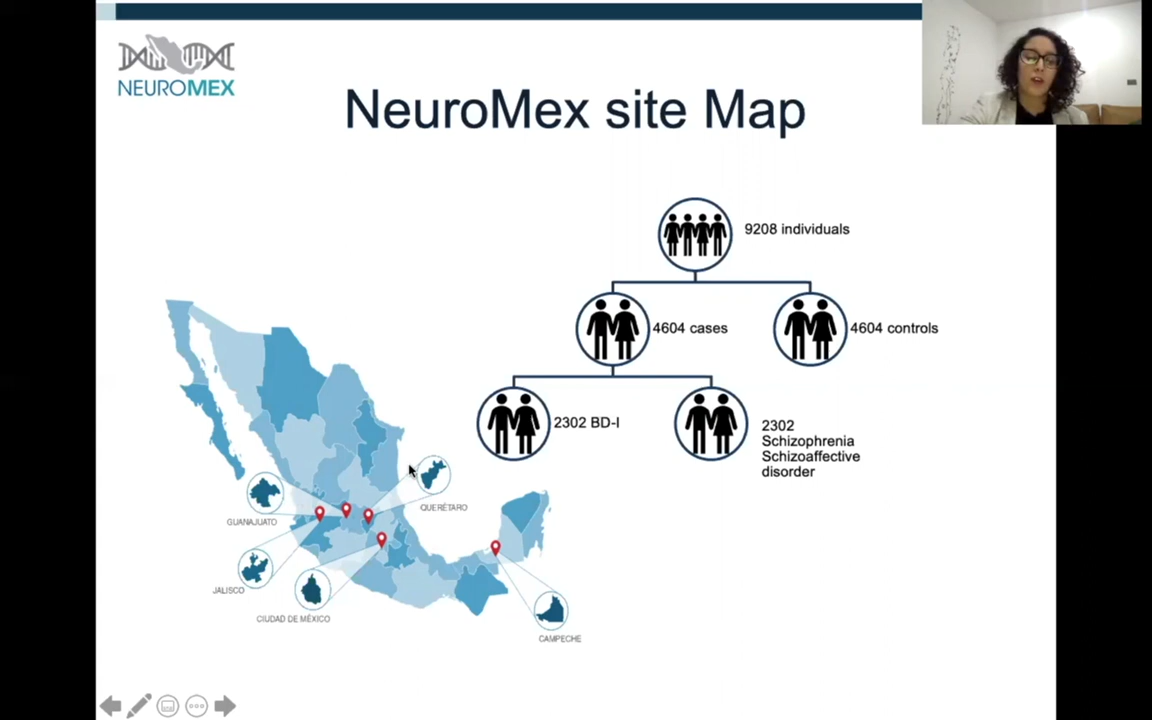 NEUROMEX
NeuroMex site Map
9208 individuals
4604 cases
4604 controls
2302 BD-I
2302
Schizophrenia
Schizoaffective
disorder
QUERÉTARO
GUANAJUATO
JALISCO
CIUDAD DE MÉXICO
CAMPECHE